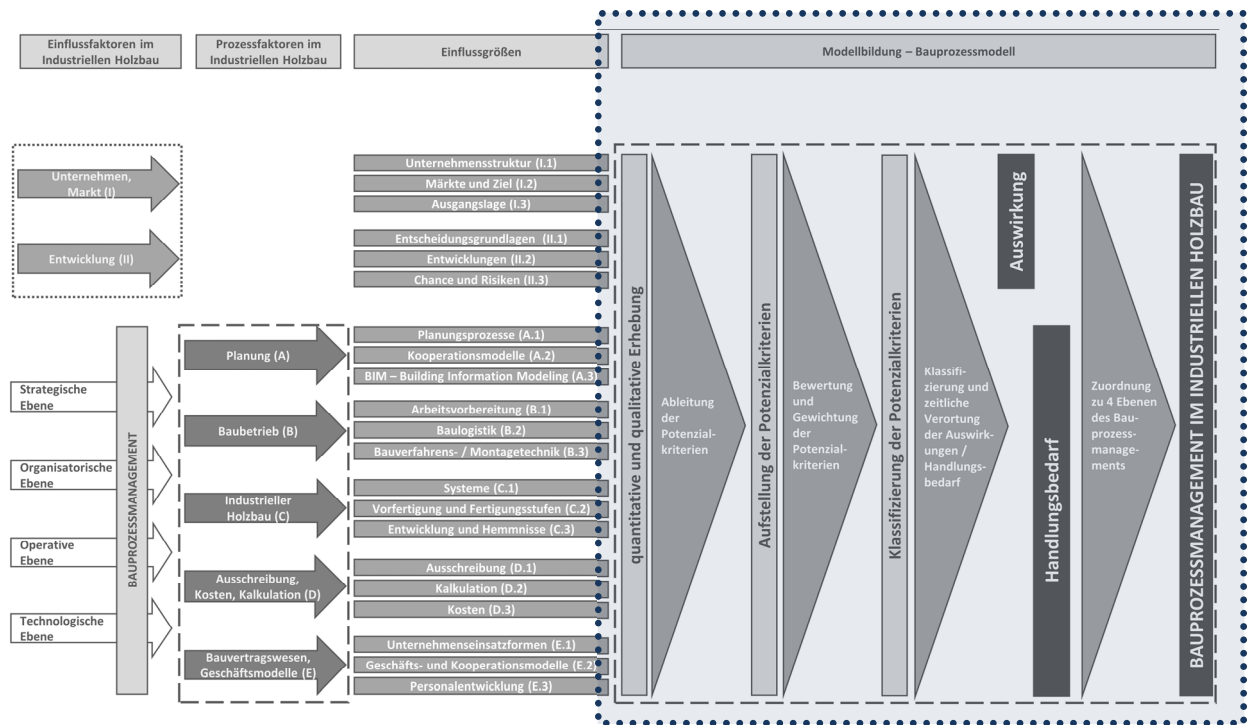 Einflussfaktoren im
Industriellen Holzbau
Prozessfaktoren im
Industriellen Holzbau
Einflussgrößen
Modellbildung – Bauprozessmodell
Unternehmen,
Markt (I)
Entwicklung (II)
Unternehmensstruktur (I.1)
Märkte und Ziel (I.2)
Ausgangslage (I.3)
Entscheidungsgrundlagen (II.1)
Entwicklungen (II.2)
Chance und Risiken (II.3)
Strategische
Ebene
Organisatorische
Ebene
Operative
Ebene
Technologische
Ebene
BAUPROZESSMANAGEMENT
Planung (A)
Baubetrieb (B)
Industrieller
Holzbau (C)
Ausschreibung,
Kosten, Kalkulation (D)
Bauvertragswesen,
Geschäftsmodelle (E)
Planungsprozesse (A.1)
Kooperationsmodelle (A.2)
BIM – Building Information Modeling (A.3)
Arbeitsvorbereitung (B.1)
Baulogistik (B.2)
Bauverfahrens- / Montagetechnik (B.3)
Systeme (C.1)
Vorfertigung und Fertigungsstufen (C.2)
Entwicklung und Hemmnisse (C.3)
Ausschreibung (D.1)
Kalkulation (D.2)
Kosten (D.3)
Unternehmenseinsatzformen (E.1)
Geschäfts- und Kooperationsmodelle (E.2)
Personalentwicklung (E.3)
quantitative und qualitative Erhebung
Ableitung
der
Potenzial-
kriterien
Aufstellung der Potenzialkriterien
Bewertung
und
Gewichtung
der
Potenzial-
kriterien
Klassifizierung der Potenzialkriterien
Klassifi-
zierung und
zeitliche
Verortung
der Auswirk-
ungen /
Handlungs-
bedarf
Auswirkung
Handlungsbedarf
Zuordnung
zu 4 Ebenen
des Bau-
prozess-
manage-
ments
BAUPROZESSMANAGEMENT IM INDUSTRIELLEN HOLZBAU